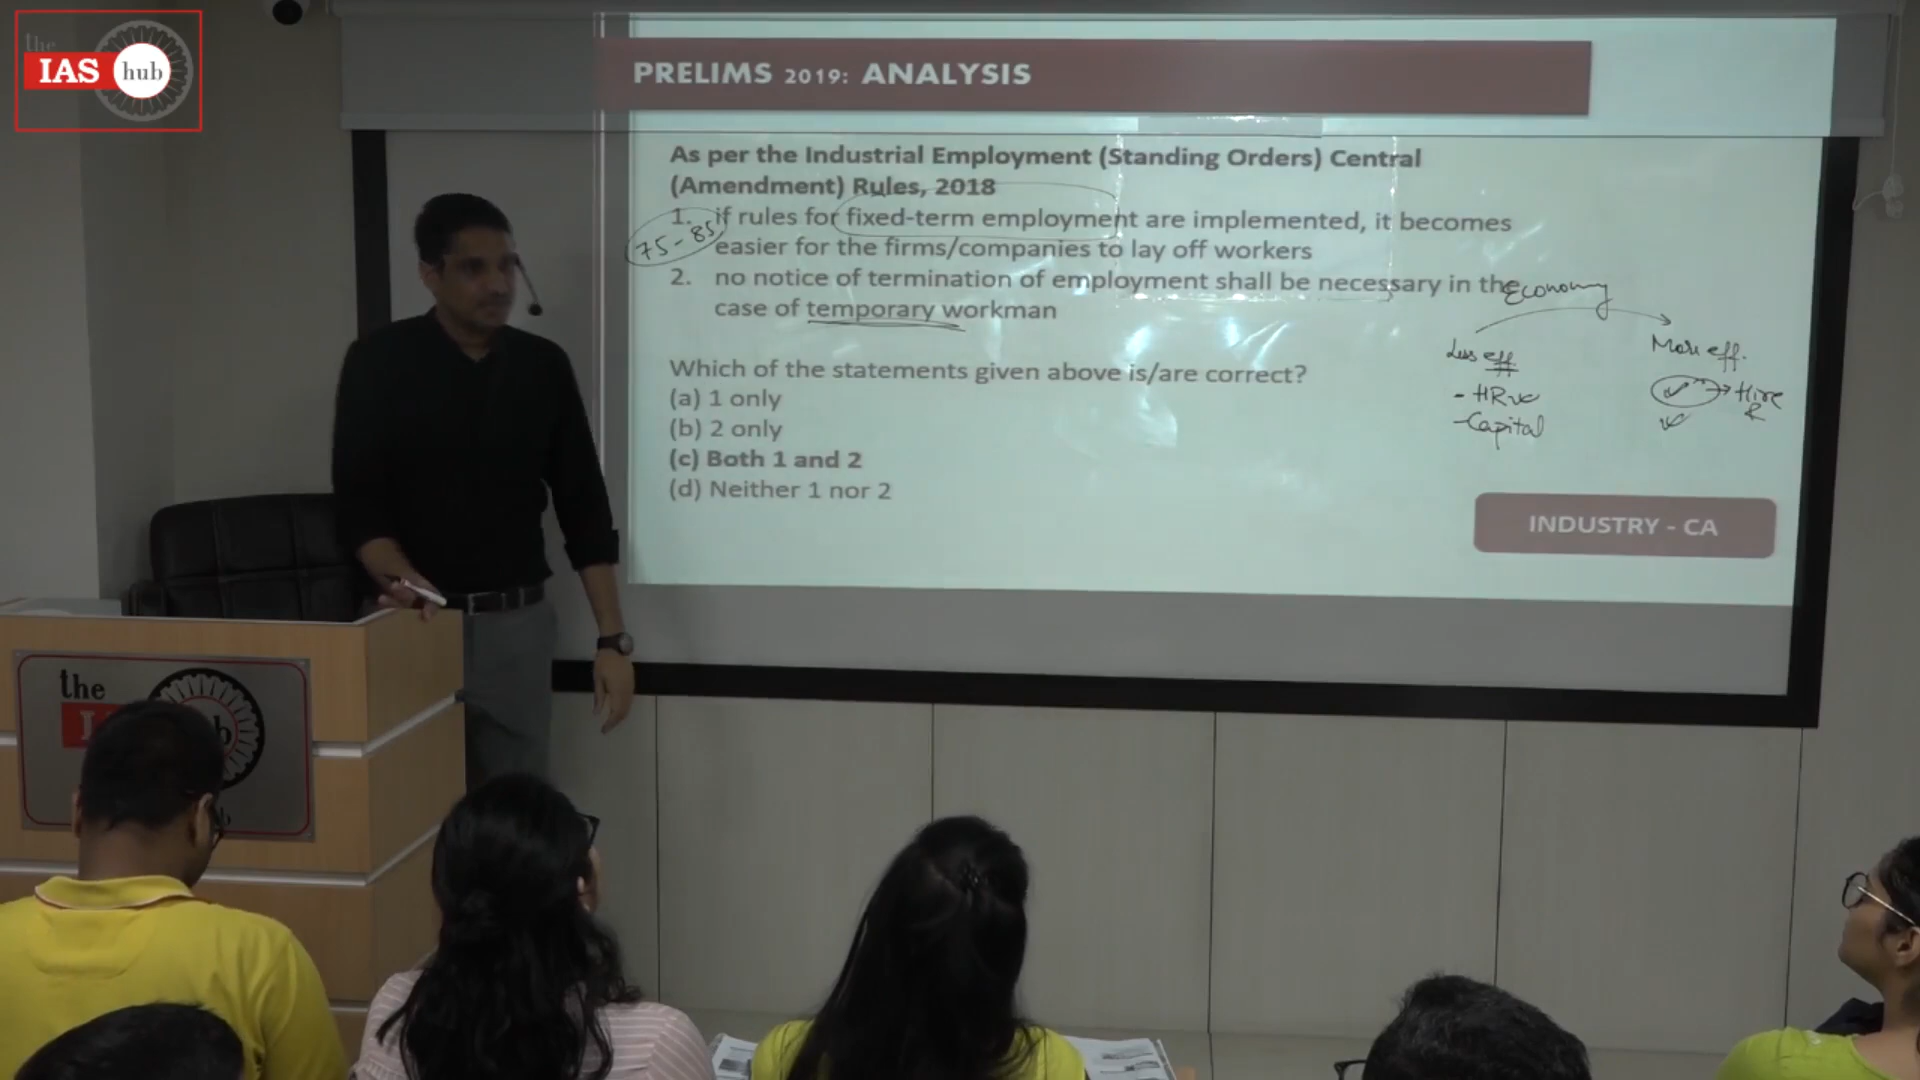 the
IAS hub
PRELIMS 2019: ANALYSIS
As per the Industrial Employment (Standing Orders) Central
(Amendment) Rules, 2018
1. if rules for fixed-term employment are implemented, it becomes
75-85
easier for the firms/companies to lay off workers
2. no notice of termination of employment shall be necessary in the
Economy
case of temporary workman
Less eff
More eff.
Which of the statements given above is/are correct?
(a) 1 only
- HR
Hire
&
(b) 2 only
-Capital
(c) Both 1 and 2
(d) Neither 1 nor 2
INDUSTRY - CA
the
I
b